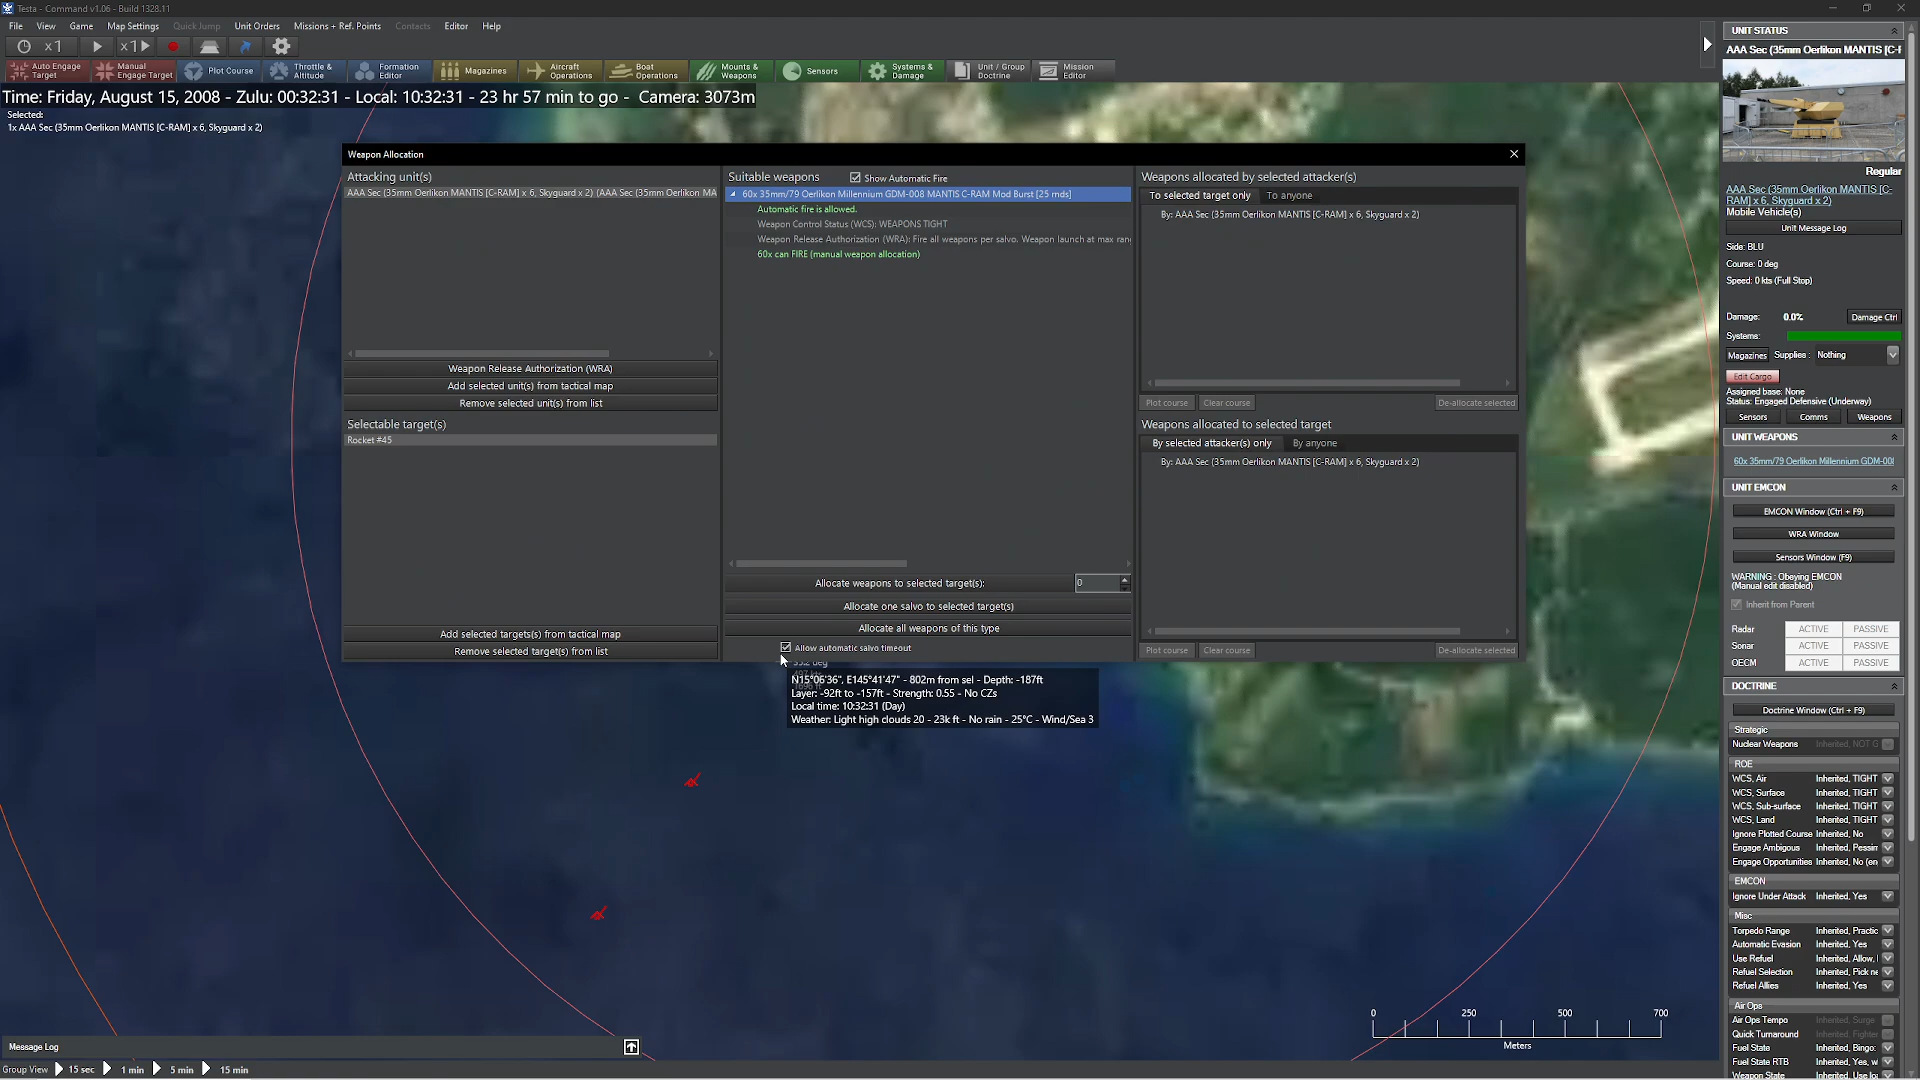 Testa - Command v1.06 - Build 1328.11
File View Game Map Settings Quick Jump Unit Orders Missions + Ref. Points Contacts Editor Help
x1 x1
Auto Engage Target
Manual Engage Target
Plot Course
Throttle & Altitude
Formation Editor
Magazines
Aircraft Operations
Boat Operations
Mounts & Weapons
Sensors
Systems & Damage
Unit / Group Doctrine
Mission Editor
Time: Friday, August 15, 2008 - Zulu: 00:32:31 - Local: 10:32:31 - 23 hr 57 min to go - Camera: 3073m
Selected:
1x AAA Sec (35mm Oerlikon MANTIS [C-RAM] x 6, Skyguard x 2)
Weapon Allocation
Attacking unit(s)
AAA Sec (35mm Oerlikon MANTIS [C-RAM] x 6, Skyguard x 2) (AAA Sec (35mm Oerlikon MA
Weapon Release Authorization (WRA)
Add selected unit(s) from tactical map
Remove selected unit(s) from list
Selectable target(s)
Rocket #45
Add selected targets(s) from tactical map
Remove selected target(s) from list
Suitable weapons
Show Automatic Fire
60x 35mm/79 Oerlikon Millennium GDM-008 MANTIS C-RAM Mod Burst [25 rnds]
Automatic fire is allowed.
Weapon Control Status (WCS): WEAPONS TIGHT
Weapon Release Authorization (WRA): Fire all weapons per salvo. Weapon launch at max ran
60x can FIRE (manual weapon allocation)
Allocate weapons to selected target(s): 0
Allocate one salvo to selected target(s)
Allocate all weapons of this type
Allow automatic salvo timeout
N15°06'36", E145°41'47" - 802m from sel - Depth: -187ft
Layer: -92ft to -157ft - Strength: 0.55 - No CZs
Local time: 10:32:31 (Day)
Weather: Light high clouds 20 - 23k ft - No rain - 25°C - Wind/Sea 3
Weapons allocated by selected attacker(s)
To selected target only To anyone
By: AAA Sec (35mm Oerlikon MANTIS [C-RAM] x 6, Skyguard x 2)
Plot course Clear course De-allocate selected
Weapons allocated to selected target
By selected attacker(s) only By anyone
By: AAA Sec (35mm Oerlikon MANTIS [C-RAM] x 6, Skyguard x 2)
Plot course Clear course De-allocate selected
0 250 500 700
Meters
Message Log
Group View 15 sec 1 min 5 min 15 min
UNIT STATUS
AAA Sec (35mm Oerlikon MANTIS [C-
Regular
AAA Sec (35mm Oerlikon MANTIS [C-
RAM] x 6, Skyguard x 2)
Mobile Vehicle(s)
Unit Message Log
Side: BLU
Course: 0 deg
Speed: 0 kts (Full Stop)
Damage: 0.0% Damage Ctrl
Systems:
Magazines Supplies : Nothing
Edit Cargo
Assigned base: None
Status: Engaged Defensive (Underway)
Sensors Comms Weapons
UNIT WEAPONS
60x 35mm/79 Oerlikon Millennium GDM-00
UNIT EMCON
EMCON Window (Ctrl + F9)
WRA Window
Sensors Window (F9)
WARNING : Obeying EMCON
(Manual edit disabled)
Inherit from Parent
Radar ACTIVE PASSIVE
Sonar ACTIVE PASSIVE
OECM ACTIVE PASSIVE
DOCTRINE
Doctrine Window (Ctrl + F9)
Strategic
Nuclear Weapons Inherited, NOT G
ROE
WCS, Air Inherited, TIGHT
WCS, Surface Inherited, TIGHT
WCS, Sub-surface Inherited, TIGHT
WCS, Land Inherited, TIGHT
Ignore Plotted Course Inherited, No
Engage Ambiguous Inherited, Pessim
Engage Opportunities Inherited, No (en
EMCON
Ignore Under Attack Inherited, Yes
Misc
Torpedo Range Inherited, Practic
Automatic Evasion Inherited, Yes
Use Refuel Inherited, Allow,
Refuel Selection Inherited, Pick ne
Refuel Allies Inherited, Yes
Air Ops
Air Ops Tempo Inherited, Surge
Quick Turnaround Inherited, Fighter
Fuel State Inherited, Bingo:
Fuel State RTB Inherited, Yes, w
Weapon State Inherited, Use lo